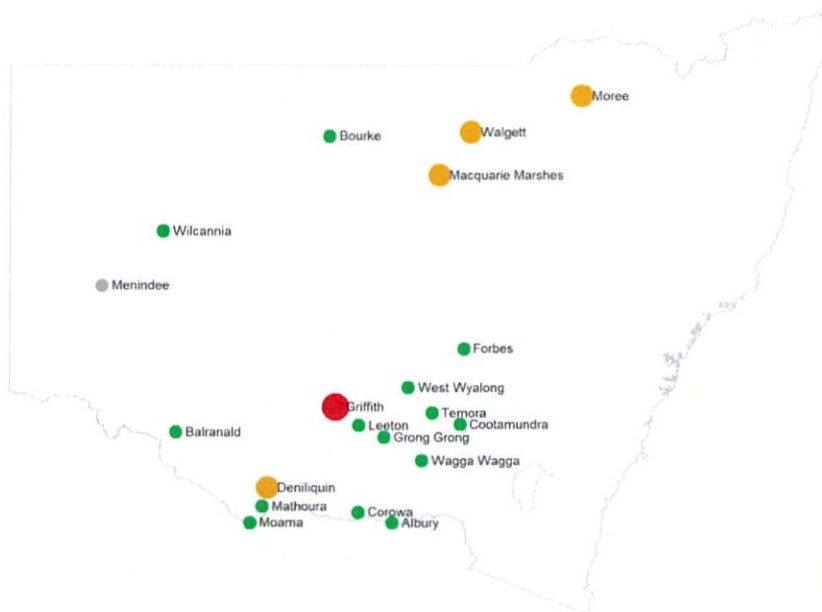 Moree
Walgett
Bourke
Macquarie Marshes
Wilcannia
Menindee
Forbes
West Wyalong
Griffith
Temora
Leeton
Cootamundra
Balranald
Grong Grong
Wagga Wagga
Deniliquin
Mathoura
Corowa
Moama
Albury